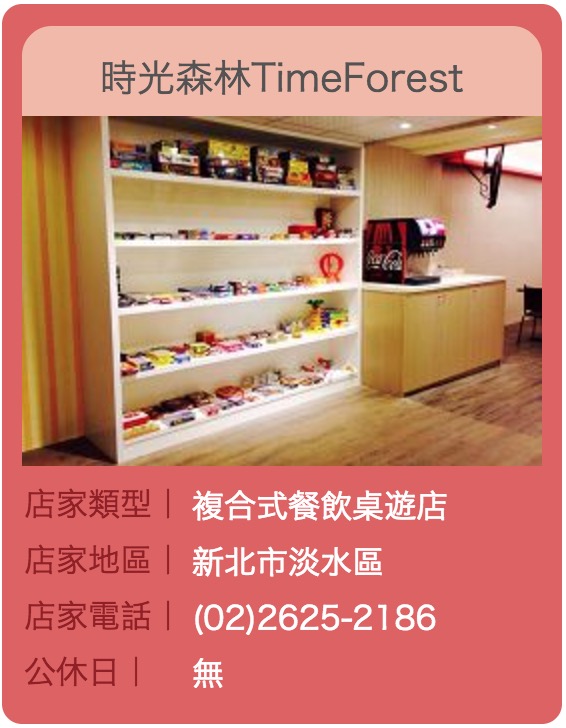 時光森林TimeForest
Coca-Cola
店家類型｜ 複合式餐飲桌遊店
店家地區｜ 新北市淡水區
店家電話｜ (02)2625-2186
公休日｜ 無